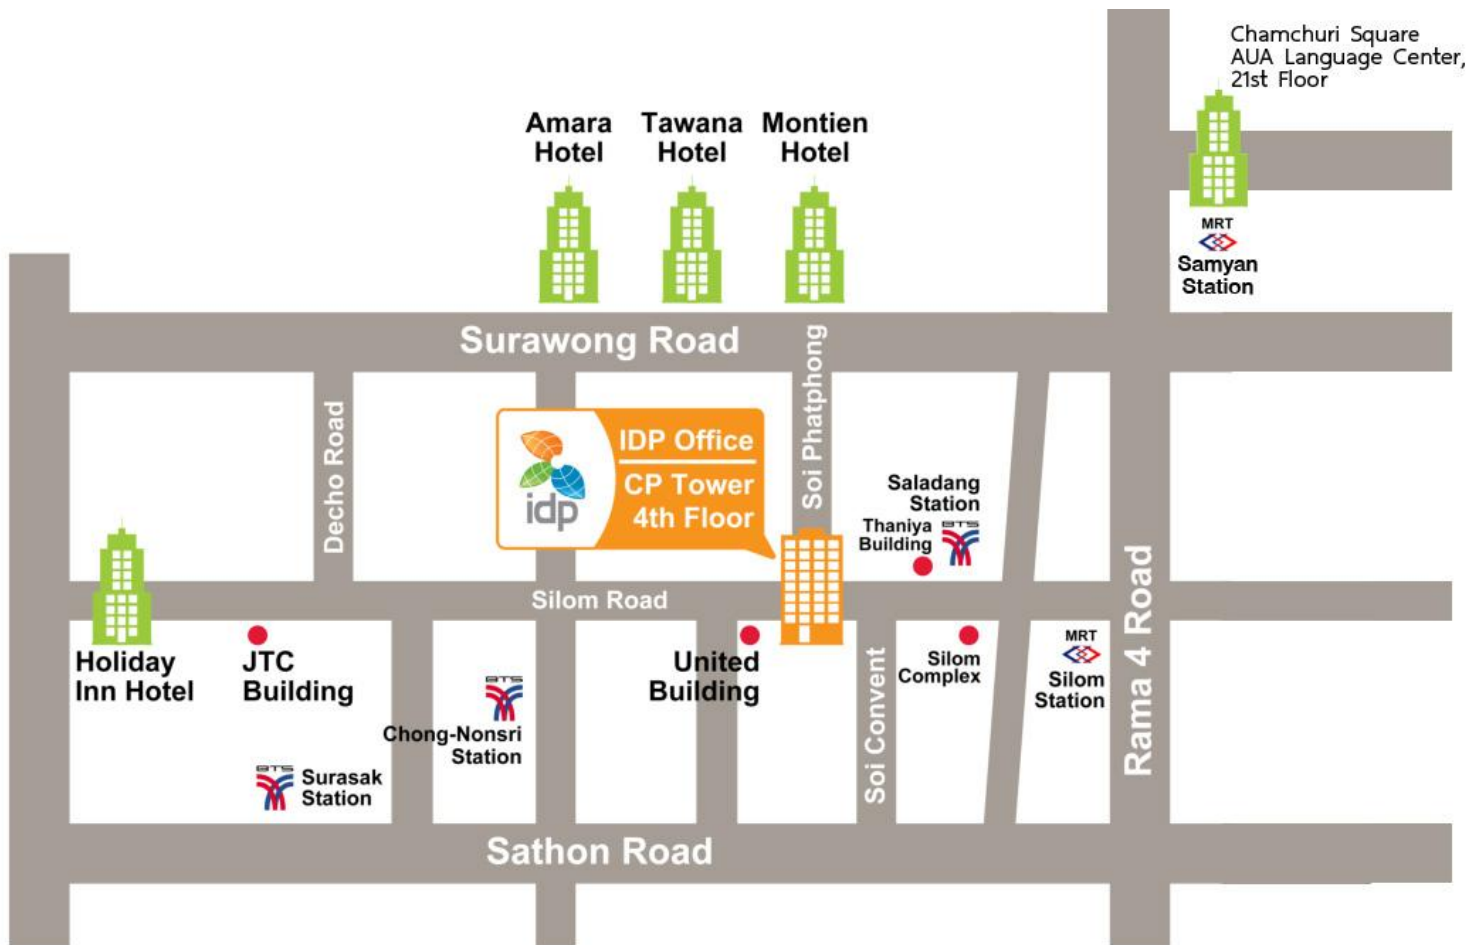 Chamchuri Square
AUA Language Center,
21st Floor
Amara
Hotel
Tawana
Hotel
Montien
Hotel
MRT
Samyan
Station
Surawong Road
Soi Phatphong
Decho Road
idp
IDP Office
CP Tower
4th Floor
Saladang
Station
BTS
Thaniya
Building
Rama 4 Road
Silom Road
Holiday
Inn Hotel
JTC
Building
United
Building
Silom
Complex
MRT
Silom
Station
Soi Convent
BTS
Chong-Nonsri
Station
BTS
Surasak
Station
Sathon Road